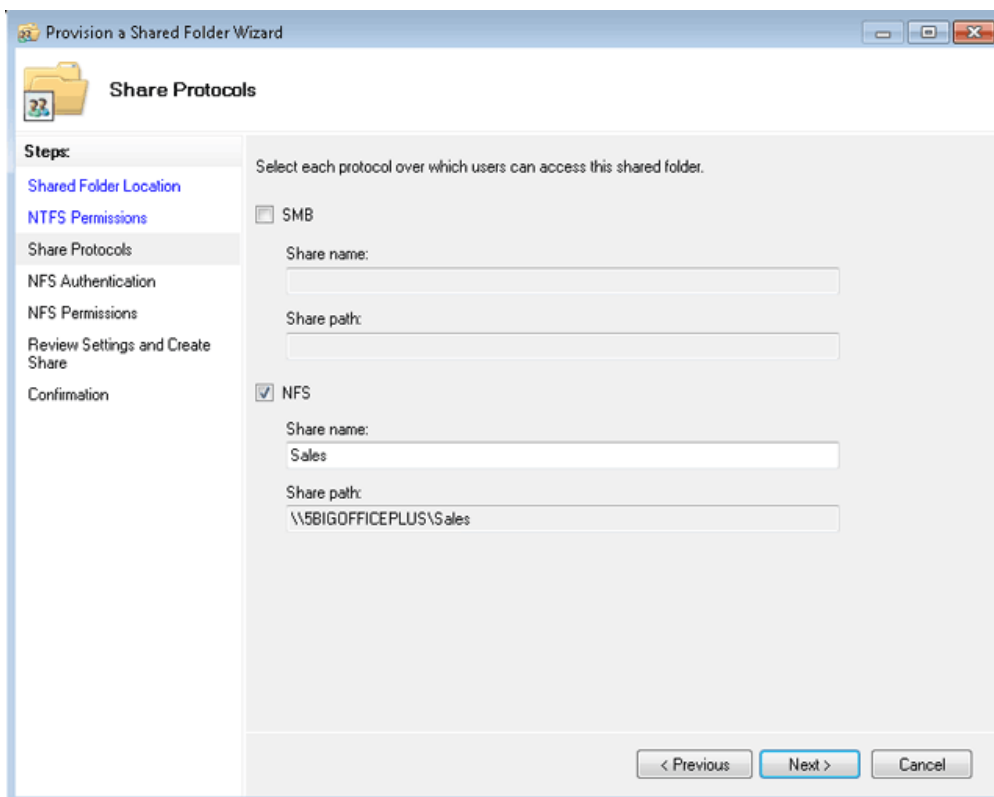 Provision a Shared Folder Wizard
Share Protocols
Steps:
Shared Folder Location
NTFS Permissions
Share Protocols
NFS Authentication
NFS Permissions
Review Settings and Create
Share
Confirmation
Select each protocol over which users can access this shared folder.
SMB
Share name:
Share path:
NFS
Share name:
Sales
Share path:
\\5BIGOFFICEPLUS\Sales
< Previous
Next >
Cancel